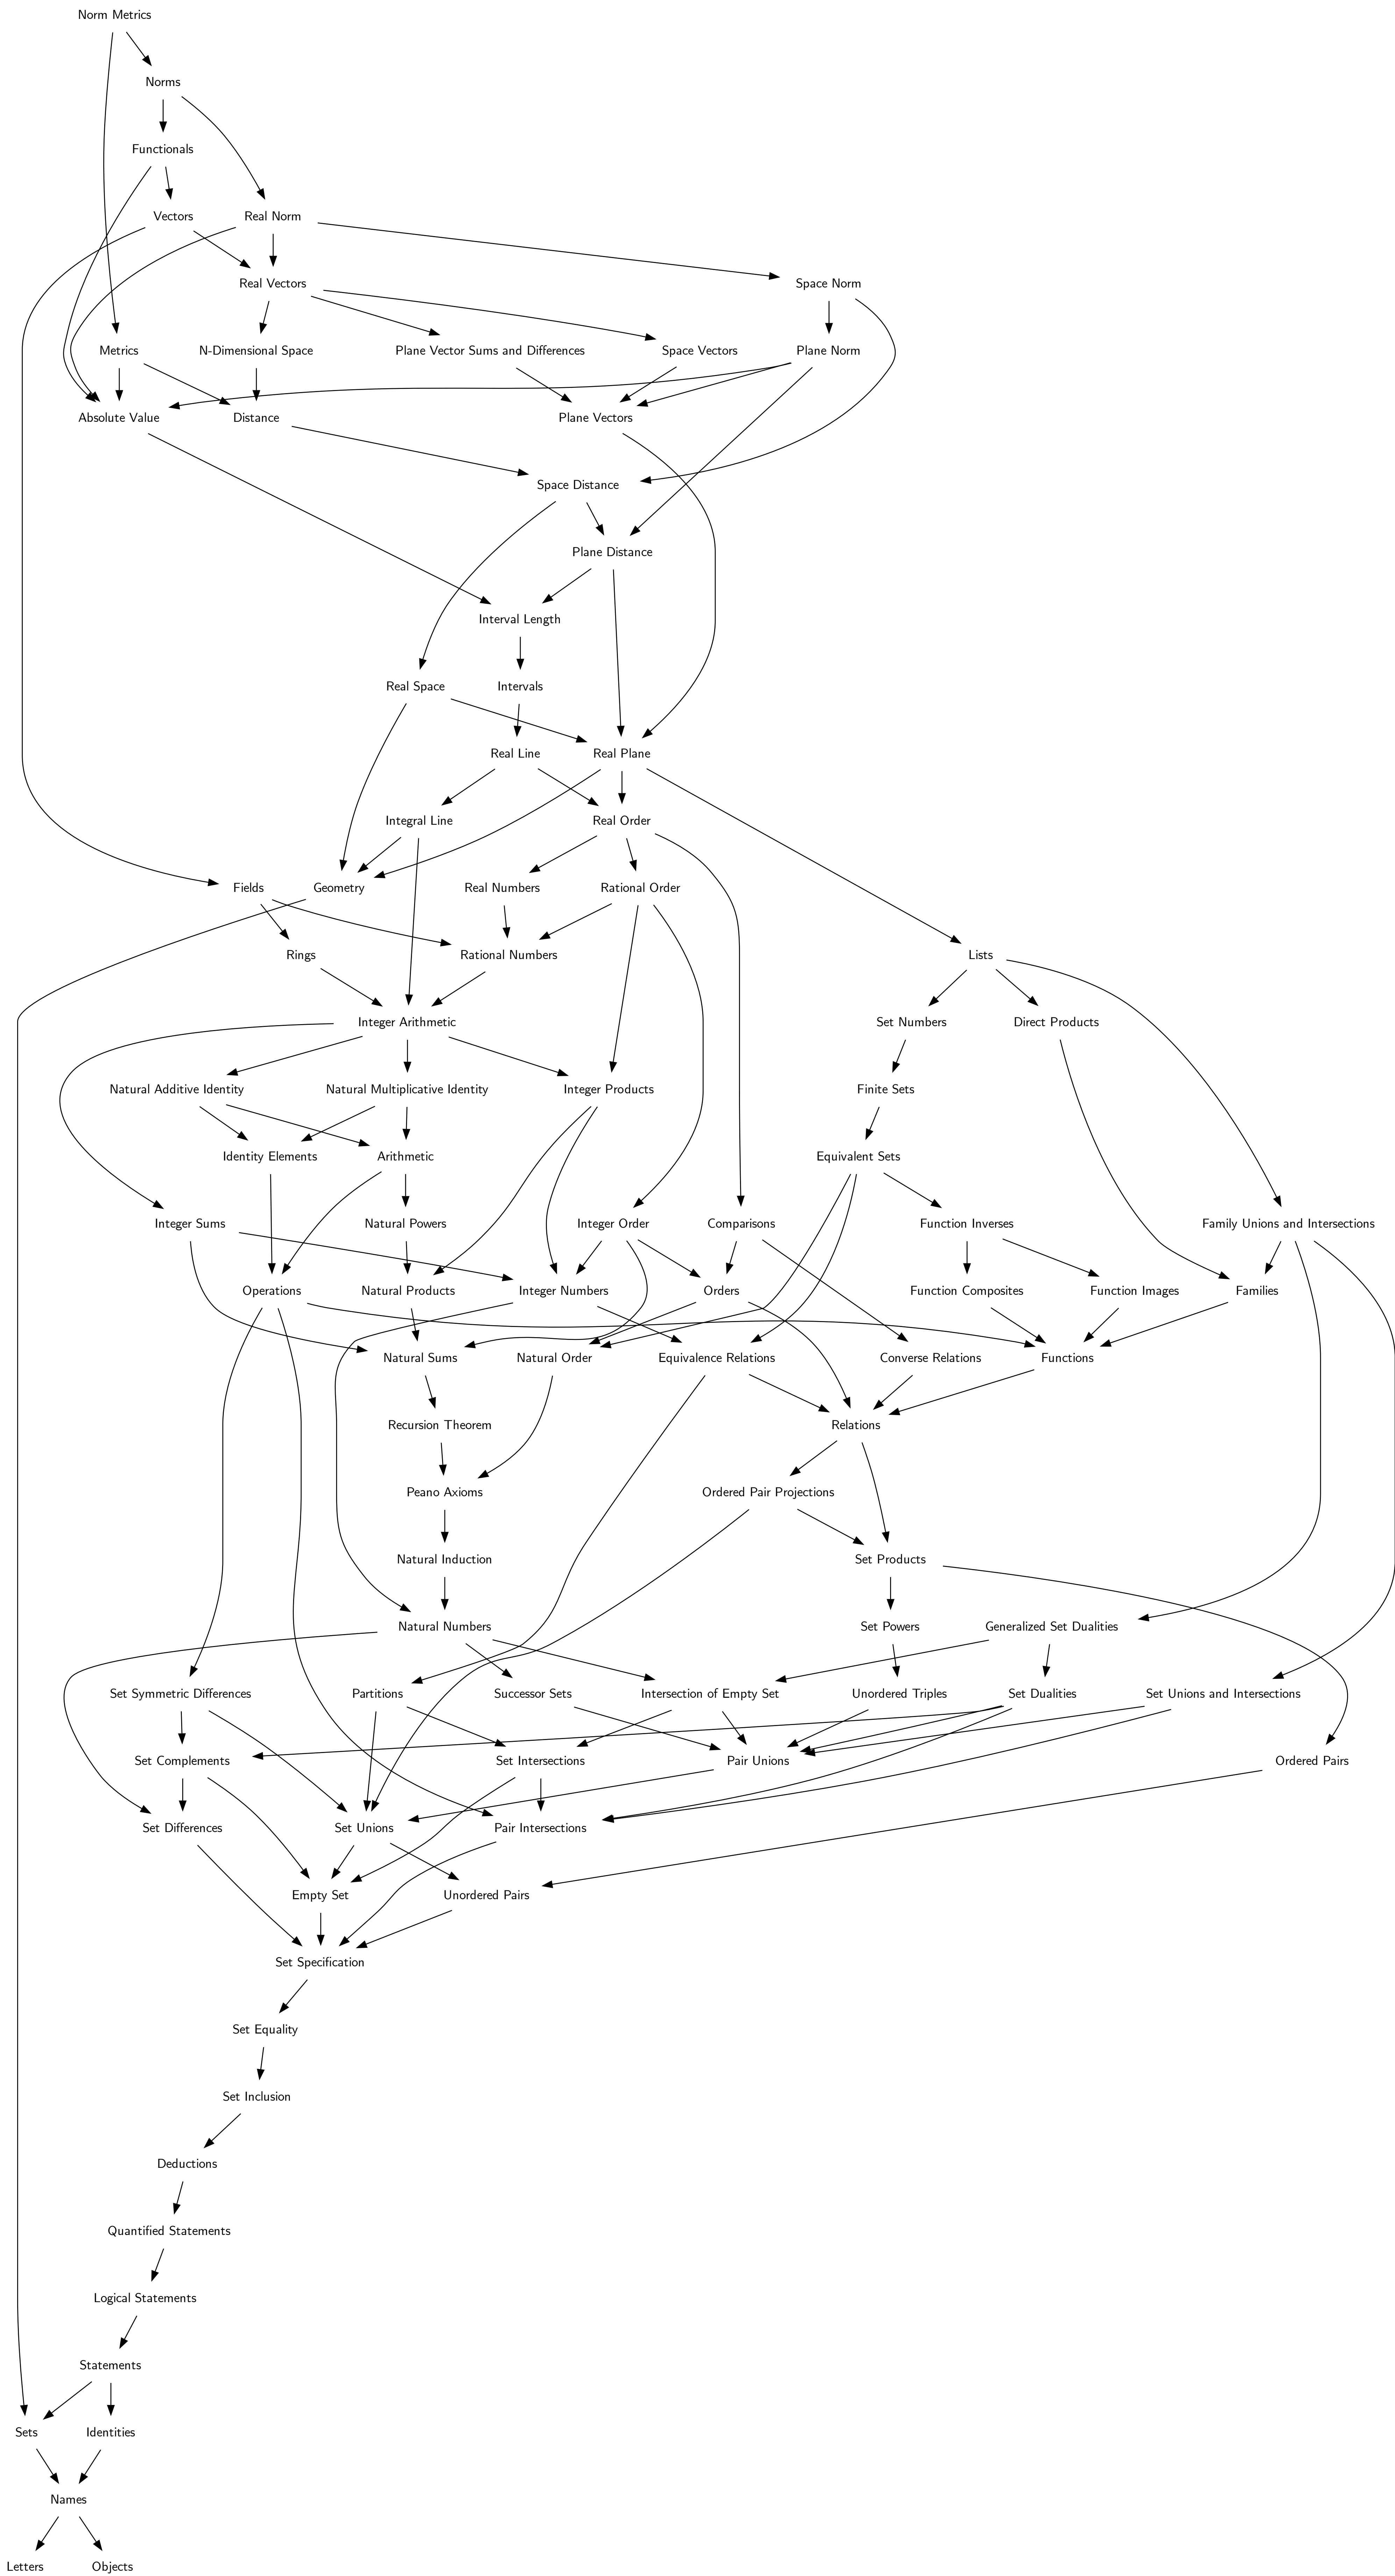 Norm Metrics
Norms
Functionals
Vectors
Real Norm
Real Vectors
Space Norm
Metrics
N-Dimensional Space
Plane Vector Sums and Differences
Space Vectors
Plane Norm
Absolute Value
Distance
Plane Vectors
Space Distance
Plane Distance
Interval Length
Real Space
Intervals
Real Line
Real Plane
Integral Line
Real Order
Fields
Geometry
Real Numbers
Rational Order
Rings
Rational Numbers
Lists
Integer Arithmetic
Set Numbers
Direct Products
Natural Additive Identity
Natural Multiplicative Identity
Integer Products
Finite Sets
Identity Elements
Arithmetic
Equivalent Sets
Integer Sums
Natural Powers
Integer Order
Comparisons
Function Inverses
Family Unions and Intersections
Operations
Natural Products
Integer Numbers
Orders
Function Composites
Function Images
Families
Natural Sums
Natural Order
Equivalence Relations
Converse Relations
Functions
Recursion Theorem
Relations
Peano Axioms
Ordered Pair Projections
Natural Induction
Set Products
Natural Numbers
Set Powers
Generalized Set Dualities
Set Symmetric Differences
Partitions
Successor Sets
Intersection of Empty Set
Unordered Triples
Set Dualities
Set Unions and Intersections
Set Complements
Set Intersections
Pair Unions
Ordered Pairs
Set Differences
Set Unions
Pair Intersections
Empty Set
Unordered Pairs
Set Specification
Set Equality
Set Inclusion
Deductions
Quantified Statements
Logical Statements
Statements
Sets
Identities
Names
Letters
Objects